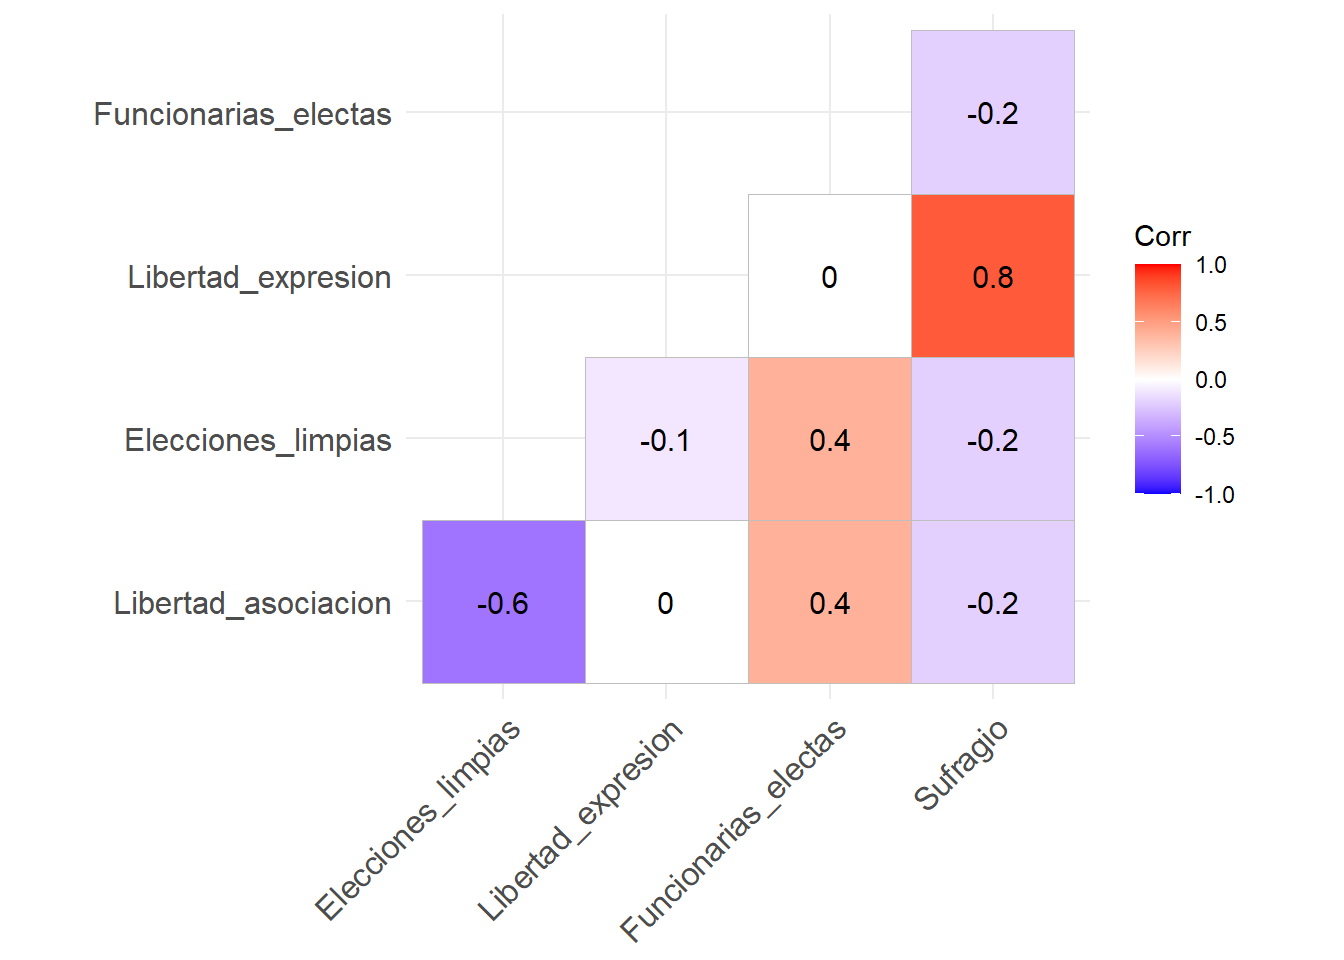 Funcionarias_electas
-0.2
Libertad_expresion
0
0.8
Elecciones_limpias
-0.1
0.4
-0.2
Libertad_asociacion
-0.6
0
0.4
-0.2
Elecciones_limpias
Libertad_expresion
Funcionarias_electas
Sufragio
Corr
1.0
0.5
0.0
-0.5
-1.0